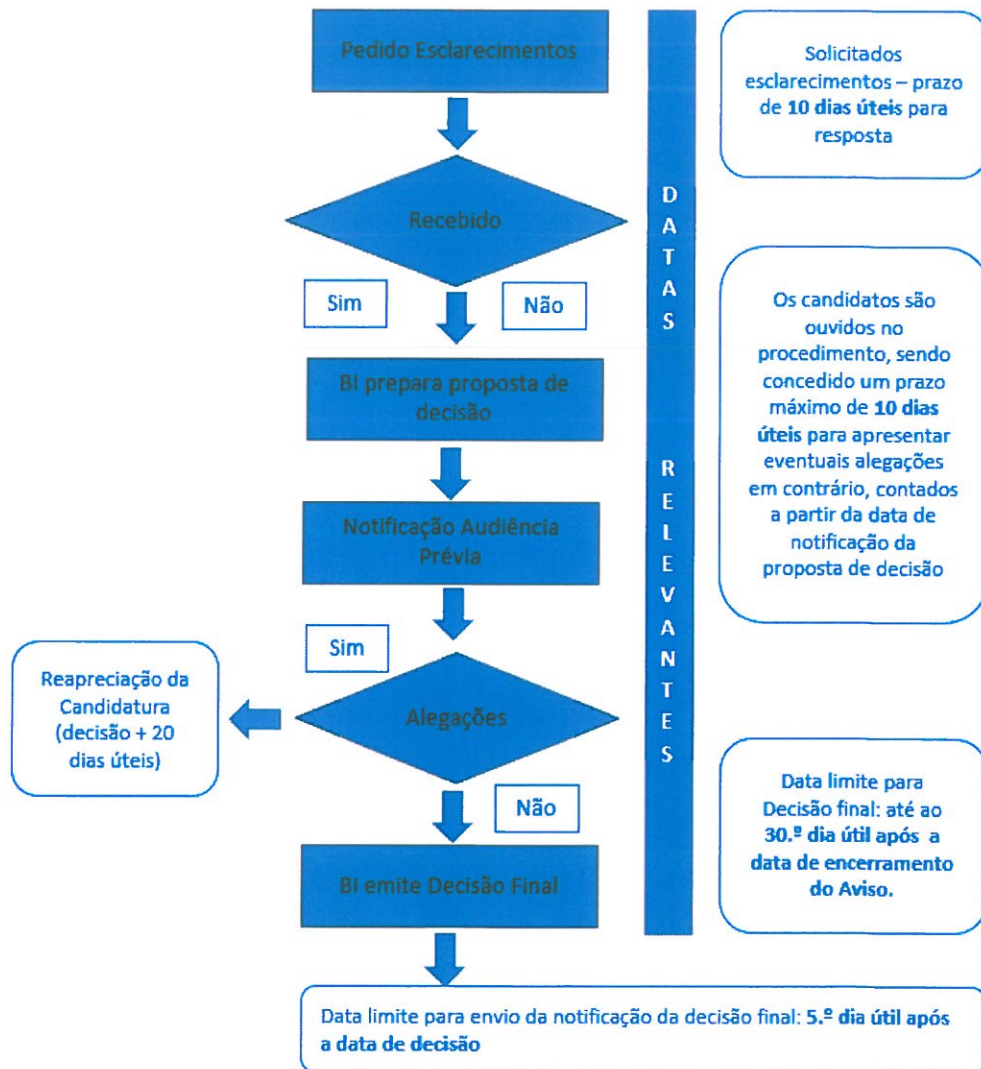 Pedido Esclarecimentos
Solicitados
esclarecimentos – prazo
de 10 dias úteis para
resposta
Recebido
Sim
Não
BI prepara proposta de
decisão
Notificação Audiência
Prévia
Os candidatos são
ouvidos no
procedimento, sendo
concedido um prazo
máximo de 10 dias
úteis para apresentar
eventuais alegações
em contrário, contados
a partir da data de
notificação da
proposta de decisão
DATAS RELEVANTES
Sim
Alegações
Reapreciação da
Candidatura
(decisão + 20
dias úteis)
Não
BI emite Decisão Final
Data limite para
Decisão final: até ao
30.º dia útil após a
data de encerramento
do Aviso.
Data limite para envio da notificação da decisão final: 5.º dia útil após
a data de decisão